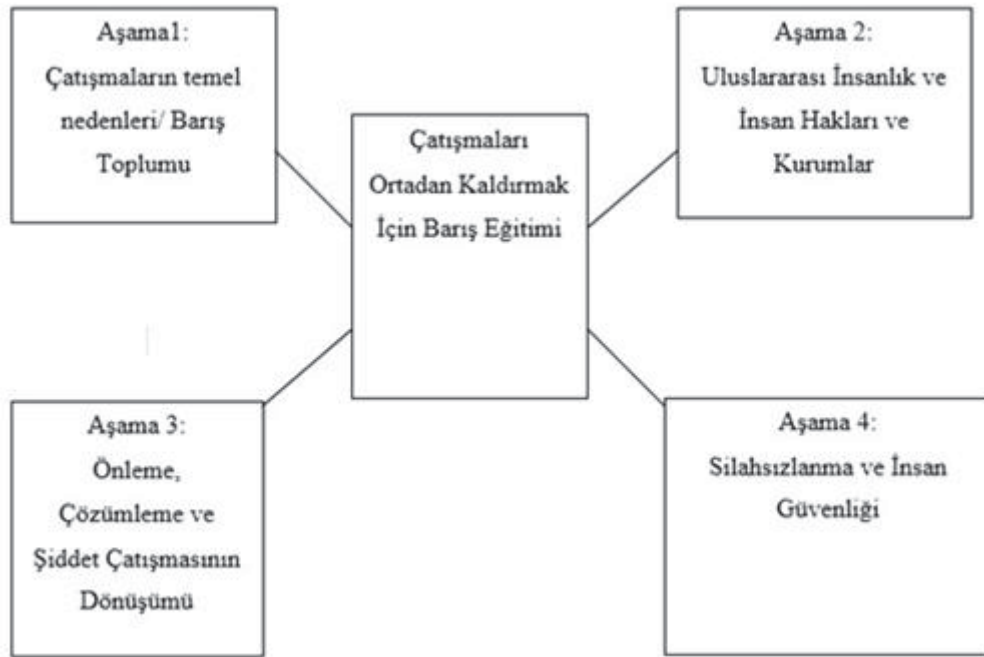 Aşama1:
Çatışmaların temel
nedenleri/ Barış
Toplumu
Aşama 2:
Uluslararası İnsanlık ve
İnsan Hakları ve
Kurumlar
Çatışmaları
Ortadan Kaldırmak
İçin Barış Eğitimi
Aşama 3:
Önleme,
Çözümleme ve
Şiddet Çatışmasının
Dönüşümü
Aşama 4:
Silahsızlanma ve İnsan
Güvenliği